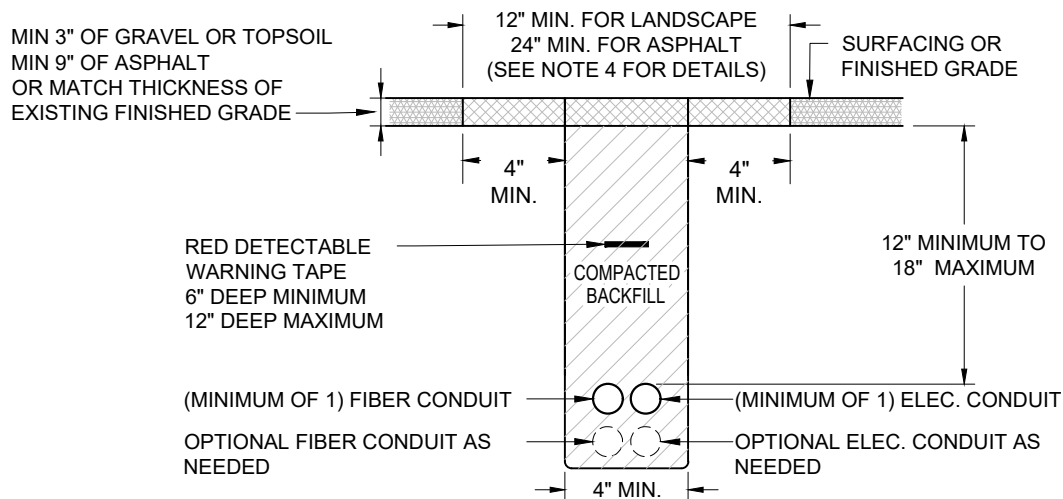 MIN 3" OF GRAVEL OR TOPSOIL
MIN 9" OF ASPHALT
OR MATCH THICKNESS OF
EXISTING FINISHED GRADE
12" MIN. FOR LANDSCAPE
24" MIN. FOR ASPHALT
(SEE NOTE 4 FOR DETAILS)
SURFACING OR
FINISHED GRADE
4"
MIN.
4"
MIN.
RED DETECTABLE
WARNING TAPE
6" DEEP MINIMUM
12" DEEP MAXIMUM
COMPACTED
BACKFILL
12" MINIMUM TO
18" MAXIMUM
(MINIMUM OF 1) FIBER CONDUIT
(MINIMUM OF 1) ELEC. CONDUIT
OPTIONAL FIBER CONDUIT AS
NEEDED
OPTIONAL ELEC. CONDUIT AS
NEEDED
4" MIN.